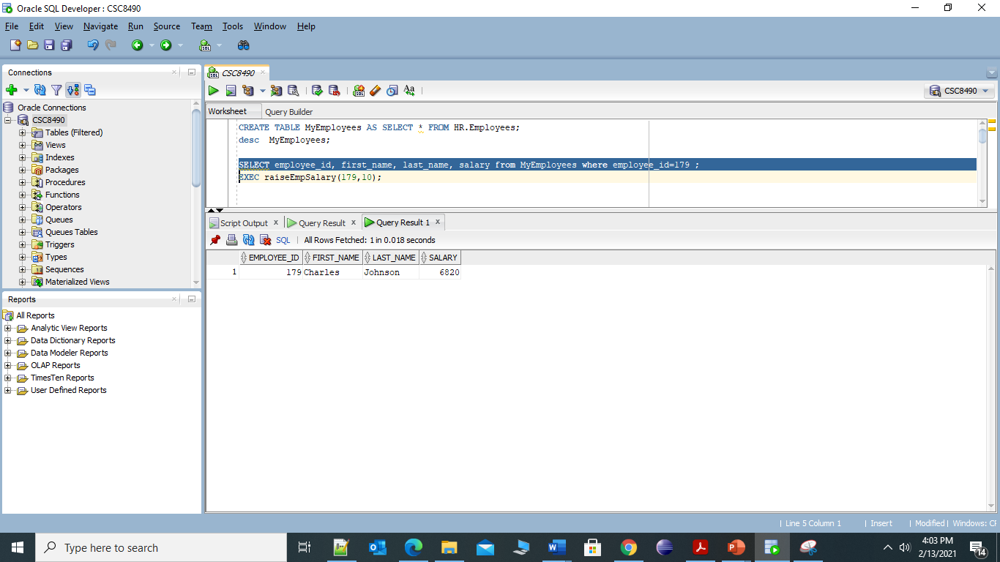 Oracle SQL Developer : CSC8490
File Edit View Navigate Run Source Team Tools Window Help
Connections
Oracle Connections
CSC8490
Tables (Filtered)
Views
Indexes
Packages
Procedures
Functions
Operators
Queues
Queues Tables
Triggers
Types
Sequences
Materialized Views
Reports
All Reports
Analytic View Reports
Data Dictionary Reports
Data Modeler Reports
OLAP Reports
TimesTen Reports
User Defined Reports
CSC8490
CSC8490
Worksheet Query Builder
CREATE TABLE MyEmployees AS SELECT * FROM HR.Employees;
desc  MyEmployees;
SELECT employee_id, first_name, last_name, salary from MyEmployees where employee_id=179 ;
EXEC raiseEmpSalary(179,10);
Script Output x Query Result x Query Result 1 x
SQL | All Rows Fetched: 1 in 0.018 seconds
EMPLOYEE_ID FIRST_NAME LAST_NAME SALARY
1 179 Charles Johnson 6820
| Line 5 Column 1 | Insert | Modified | Windows: CF
Type here to search
4:03 PM
2/13/2021
14